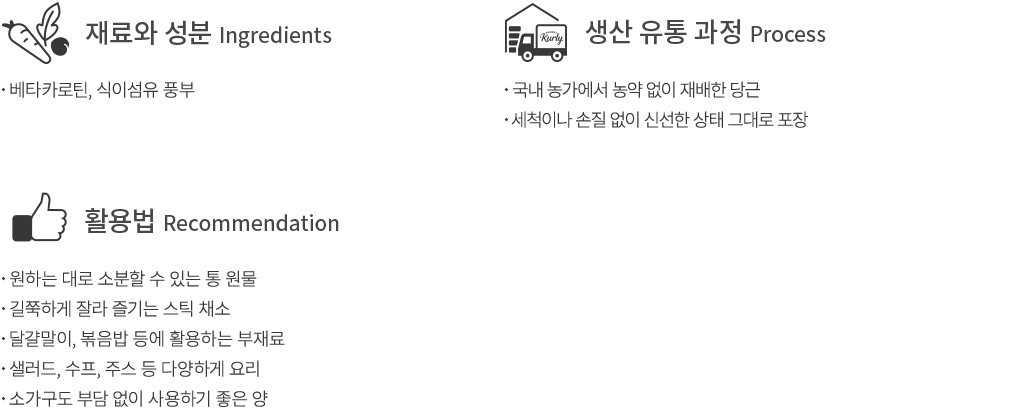 재료와 성분 Ingredients
· 베타카로틴, 식이섬유 풍부
Kurly
생산 유통 과정 Process
· 국내 농가에서 농약 없이 재배한 당근
· 세척이나 손질 없이 신선한 상태 그대로 포장
활용법 Recommendation
· 원하는 대로 소분할 수 있는 통 원물
· 길쭉하게 잘라 즐기는 스틱 채소
· 달걀말이, 볶음밥 등에 활용하는 부재료
· 샐러드, 수프, 주스 등 다양하게 요리
· 소가구도 부담 없이 사용하기 좋은 양